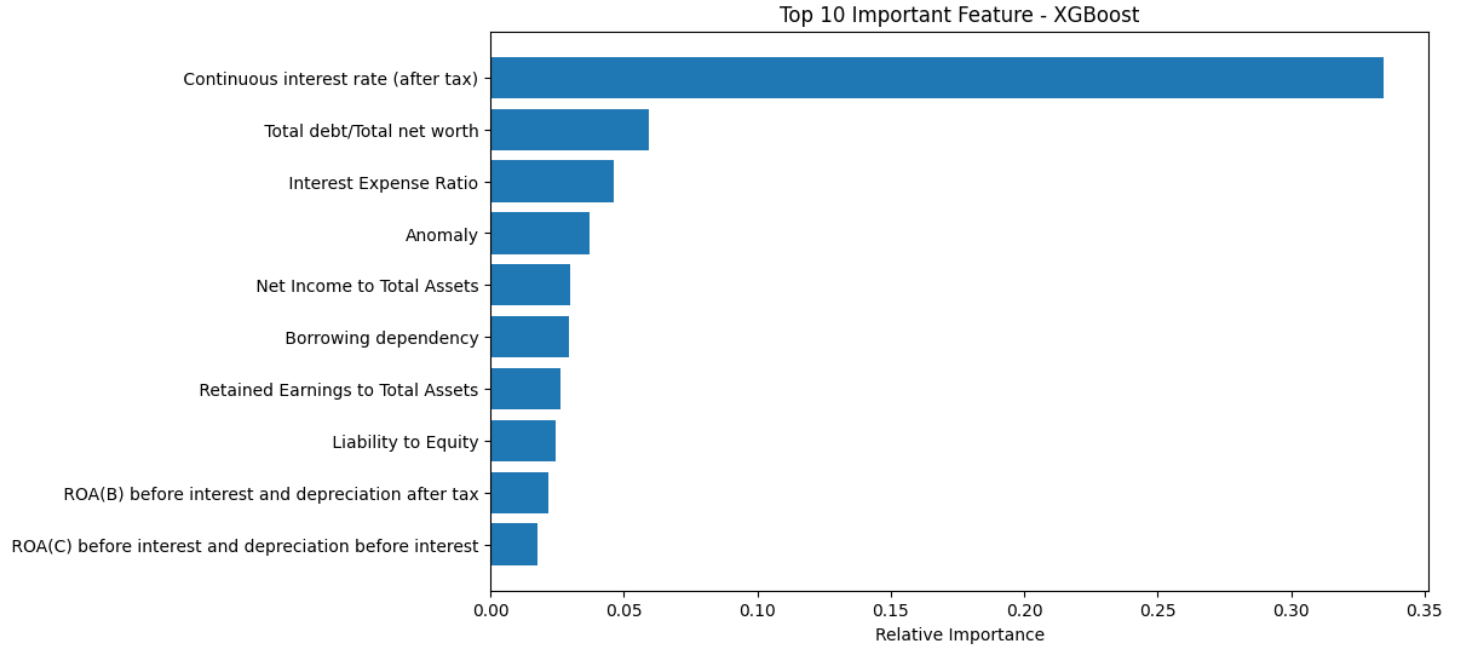 Top 10 Important Feature - XGBoost
Continuous interest rate (after tax)
Total debt/Total net worth
Interest Expense Ratio
Anomaly
Net Income to Total Assets
Borrowing dependency
Retained Earnings to Total Assets
Liability to Equity
ROA(B) before interest and depreciation after tax
ROA(C) before interest and depreciation before interest
0.00 0.05 0.10 0.15 0.20 0.25 0.30 0.35
Relative Importance